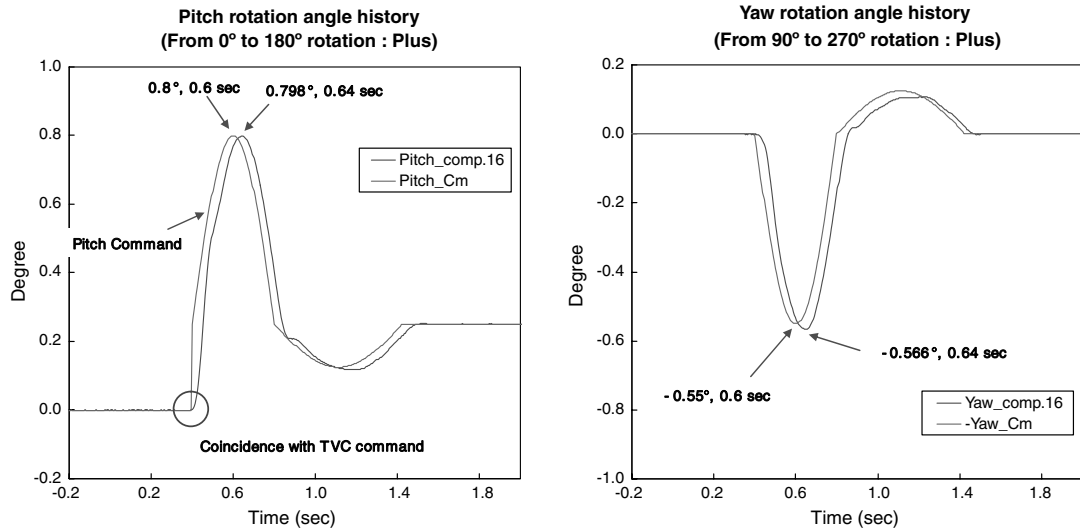 Pitch rotation angle history
(From 0º to 180º rotation : Plus)
1.0
0.8
0.6
0.4
0.2
0.0
-0.2
Degree
0.8°, 0.6 sec
0.798°, 0.64 sec
Pitch_comp.16
Pitch_Cm
Pitch Command
Coincidence with TVC command
-0.2
0.2
0.6
1.0
1.4
1.8
Time (sec)
Yaw rotation angle history
(From 90º to 270º rotation : Plus)
0.2
0.0
-0.2
-0.4
-0.6
-0.8
-1.0
Degree
-0.566°, 0.64 sec
-0.55°, 0.6 sec
Yaw_comp.16
-Yaw_Cm
-0.2
0.2
0.6
1.0
1.4
1.8
Time (sec)